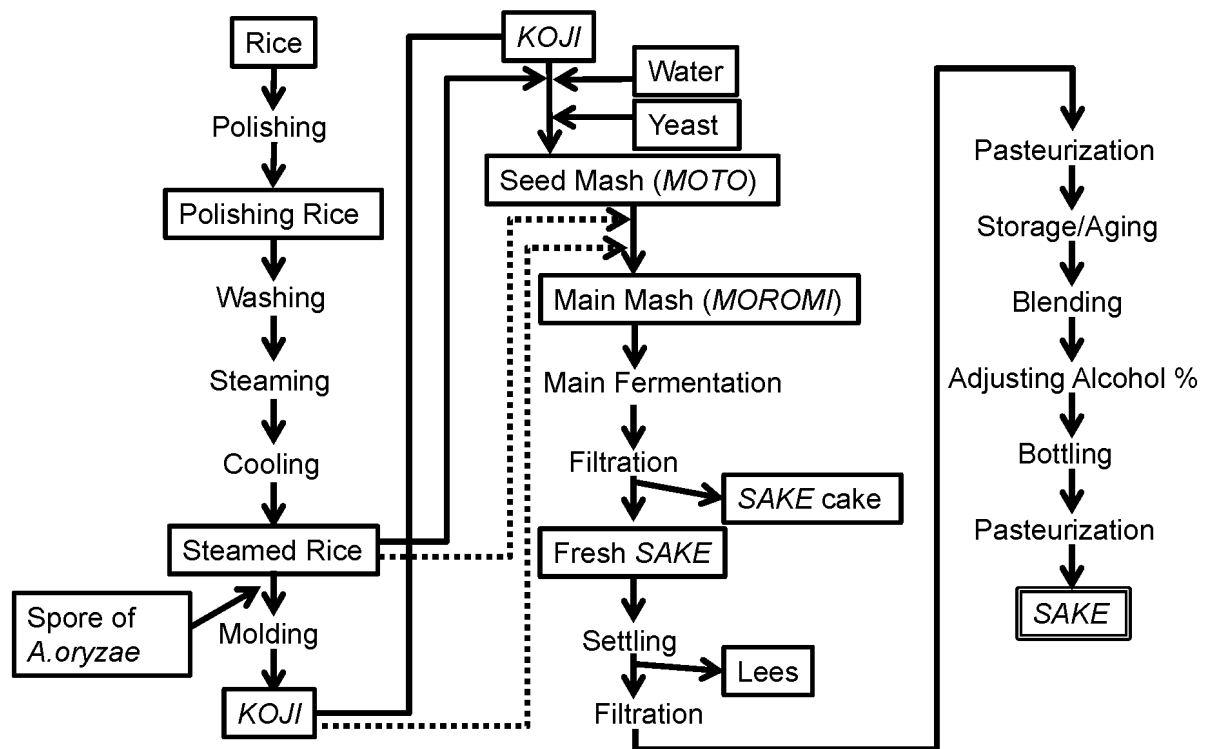 Rice
Polishing
Polishing Rice
Washing
Steaming
Cooling
Steamed Rice
Spore of
A.oryzae
Molding
KOJI
KOJI
Water
Yeast
Seed Mash (MOTO)
Main Mash (MOROMI)
Main Fermentation
Filtration
SAKE cake
Fresh SAKE
Settling
Lees
Filtration
Pasteurization
Storage/Aging
Blending
Adjusting Alcohol %
Bottling
Pasteurization
SAKE